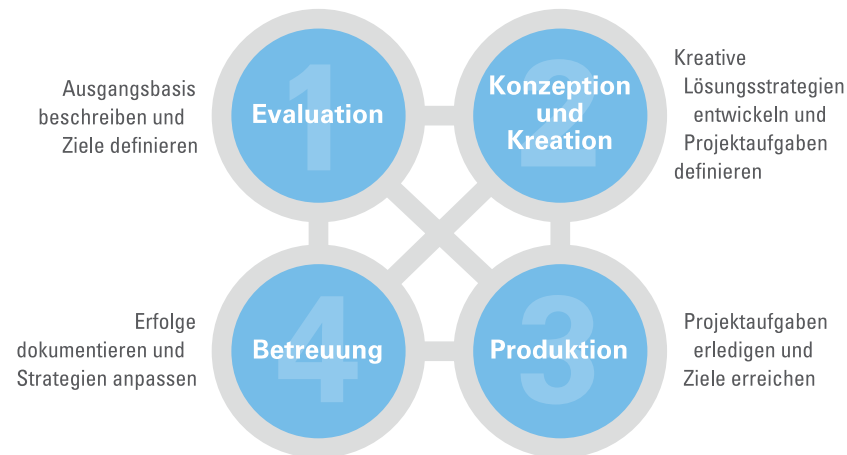 Ausgangsbasis
beschreiben und
Ziele definieren
1
Evaluation
2
Konzeption
und
Kreation
Kreative
Lösungsstrategien
entwickeln und
Projektaufgaben
definieren
Erfolge
dokumentieren und
Strategien anpassen
4
Betreuung
3
Produktion
Projektaufgaben
erledigen und
Ziele erreichen